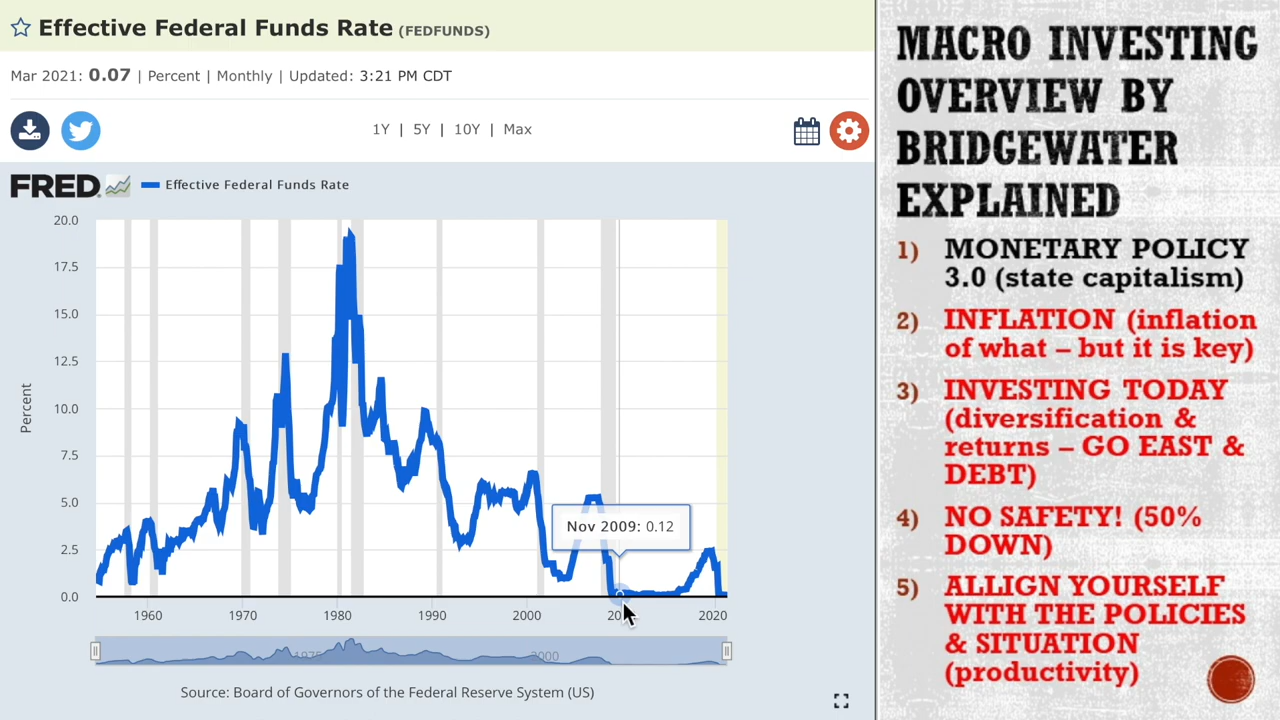 Effective Federal Funds Rate (FEDFUNDS)
Mar 2021: 0.07 | Percent | Monthly | Updated: 3:21 PM CDT
1Y | 5Y | 10Y | Max
FRED Effective Federal Funds Rate
20.0
17.5
15.0
12.5
10.0
7.5
5.0
2.5
0.0
Percent
Nov 2009: 0.12
1960 1970 1980 1990 2000 2020
1975 2000
Source: Board of Governors of the Federal Reserve System (US)
MACRO INVESTING
OVERVIEW BY
BRIDGEWATER
EXPLAINED
1) MONETARY POLICY
3.0 (state capitalism)
2) INFLATION (inflation
of what – but it is key)
3) INVESTING TODAY
(diversification &
returns – GO EAST &
DEBT)
4) NO SAFETY! (50%
DOWN)
5) ALLIGN YOURSELF
WITH THE POLICIES
& SITUATION
(productivity)